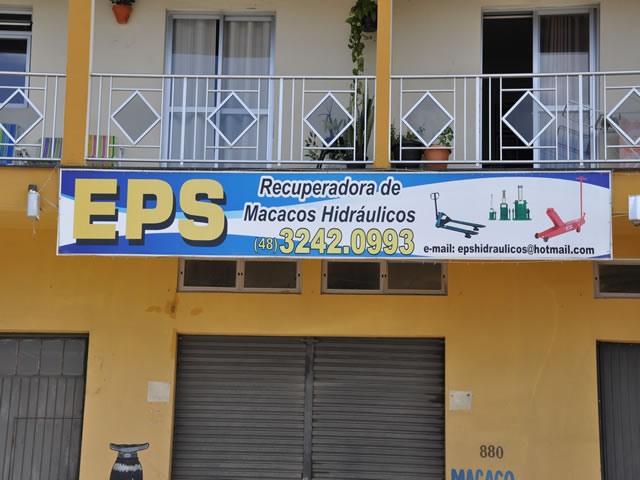 EPS
Recuperadora de
Macacos Hidráulicos
(48) 3242.0993
e-mail: epshidraulicos@hotmail.com
880
MACACO